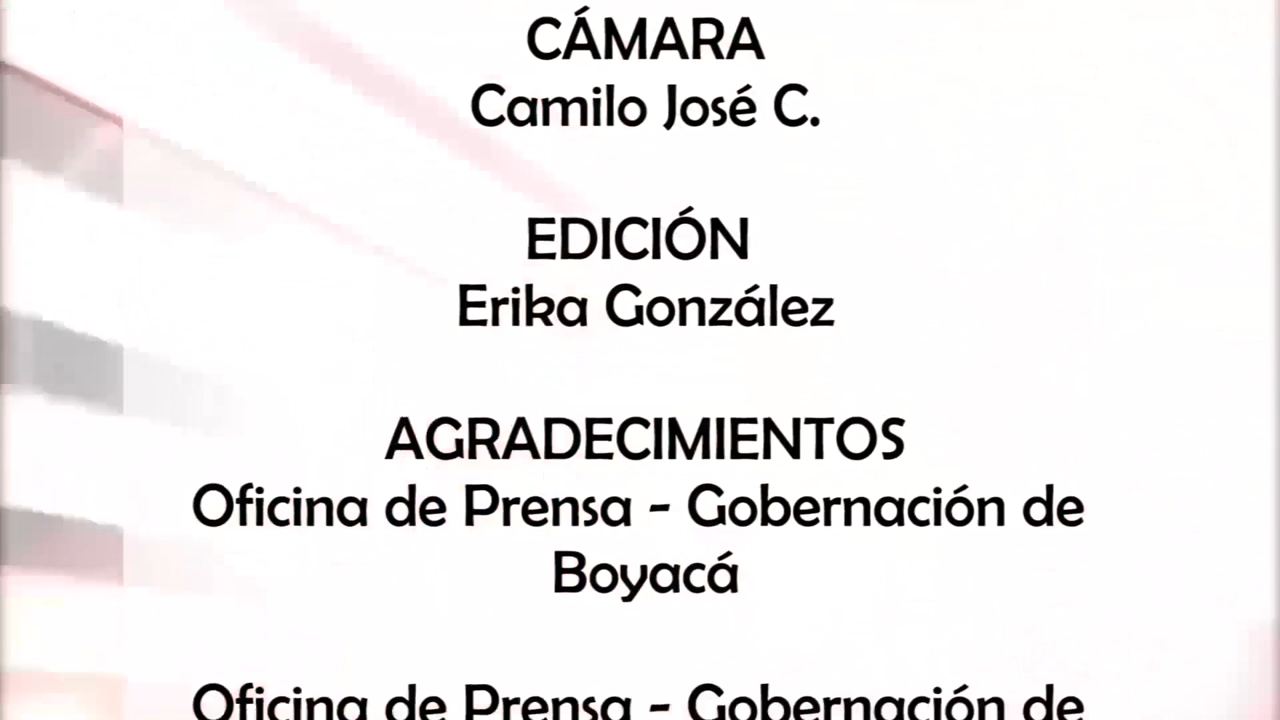 CÁMARA
Camilo José C.
EDICIÓN
Erika González
AGRADECIMIENTOS
Oficina de Prensa - Gobernación de
Boyacá
Oficina de Prensa - Gobernación de